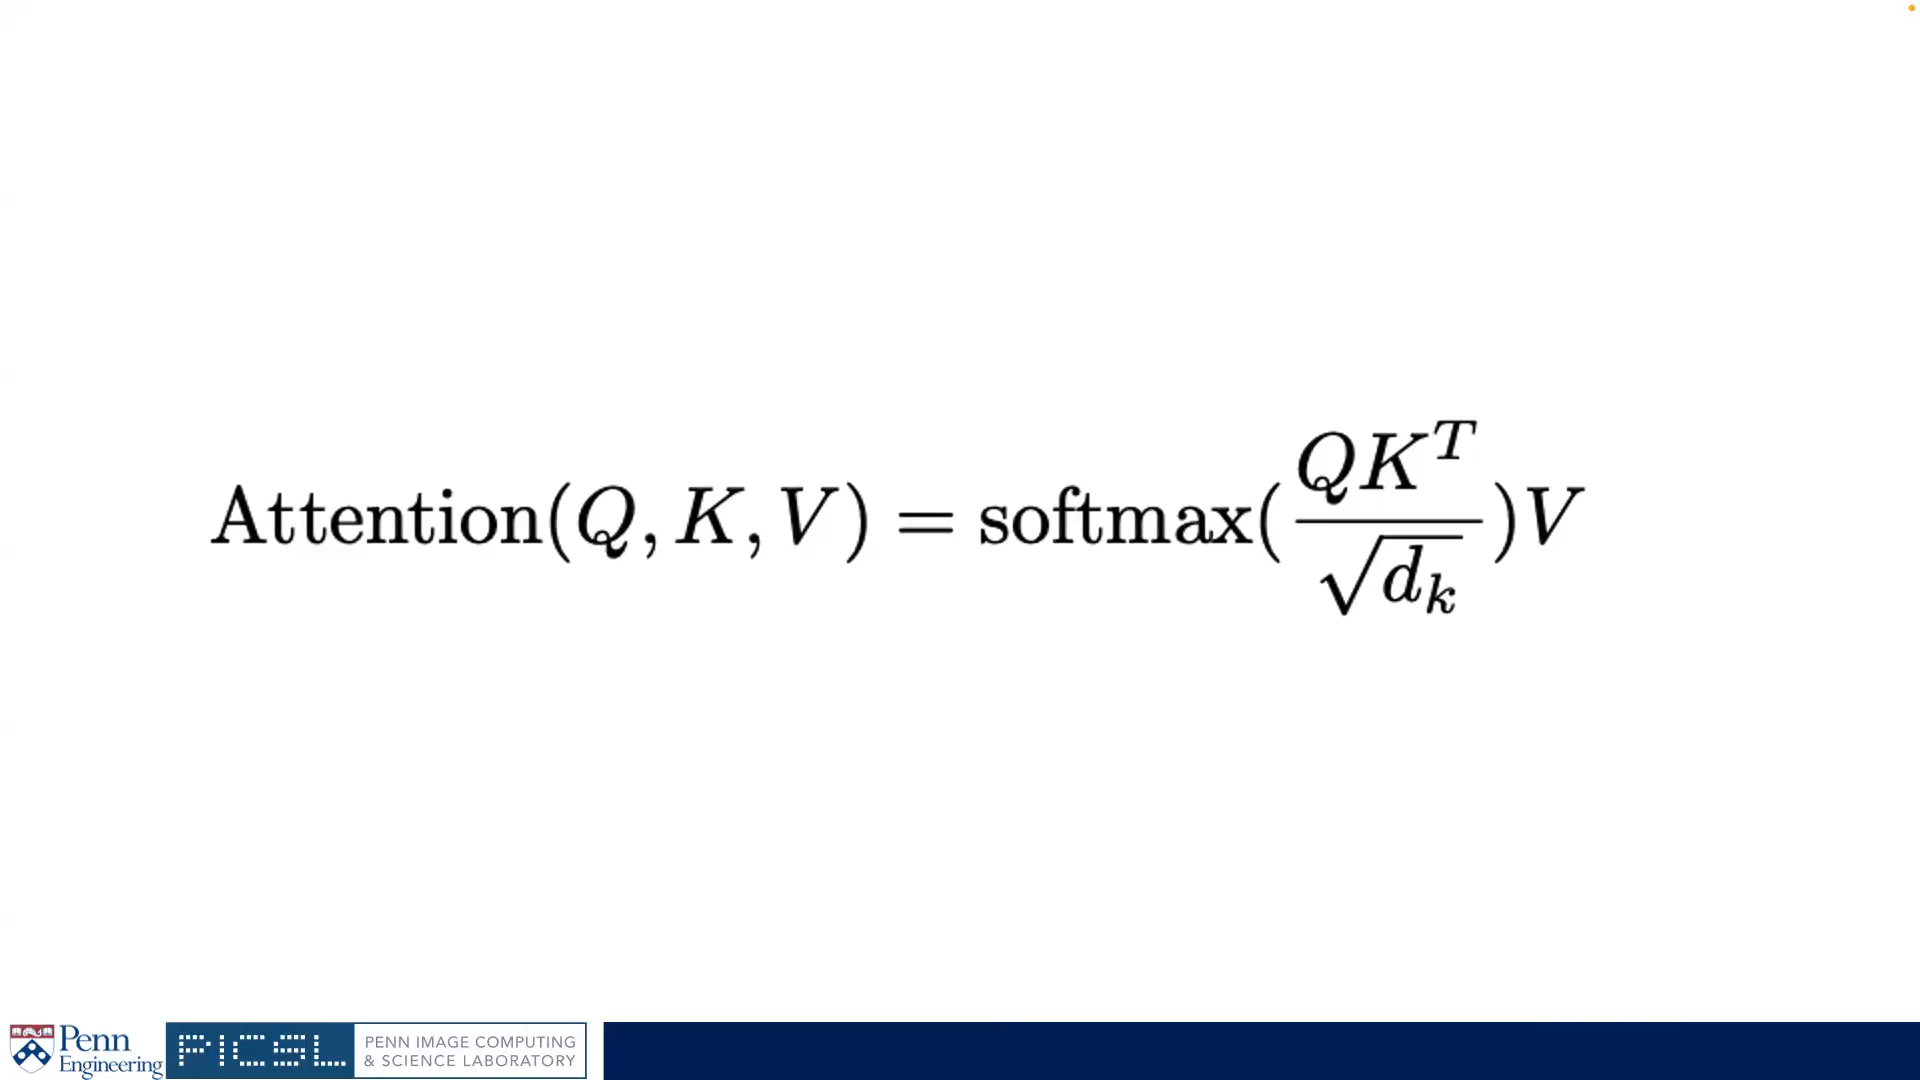 Attention(Q, K, V) = softmax(QK^T / √d_k)V
Penn
Engineering
PICSL
PENN IMAGE COMPUTING
& SCIENCE LABORATORY